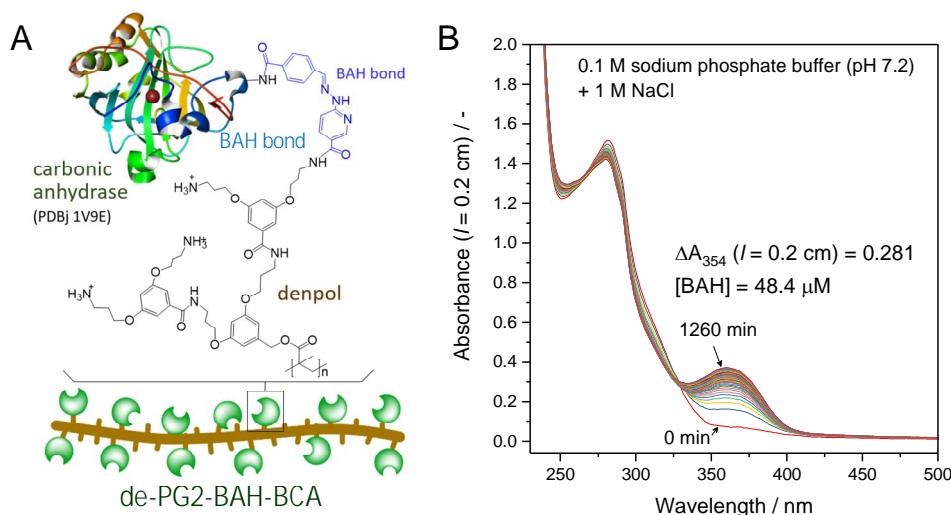 A
BAH bond
BAH bond
carbonic
anhydrase
(PDBj 1V9E)
O
NH
N
NH
N
O
NH
H₃N⁺
O
O
O
NH
NH₃⁺
O
H₃N⁺
O
O
NH
O
O
O
O
n
denpol
de-PG2-BAH-BCA
B
0.1 M sodium phosphate buffer (pH 7.2)
+ 1 M NaCl
ΔA₃₅₄ (l = 0.2 cm) = 0.281
[BAH] = 48.4 μM
1260 min
0 min
Absorbance (l = 0.2 cm) / -
2.0
1.8
1.6
1.4
1.2
1.0
0.8
0.6
0.4
0.2
0.0
250 300 350 400 450 500
Wavelength / nm